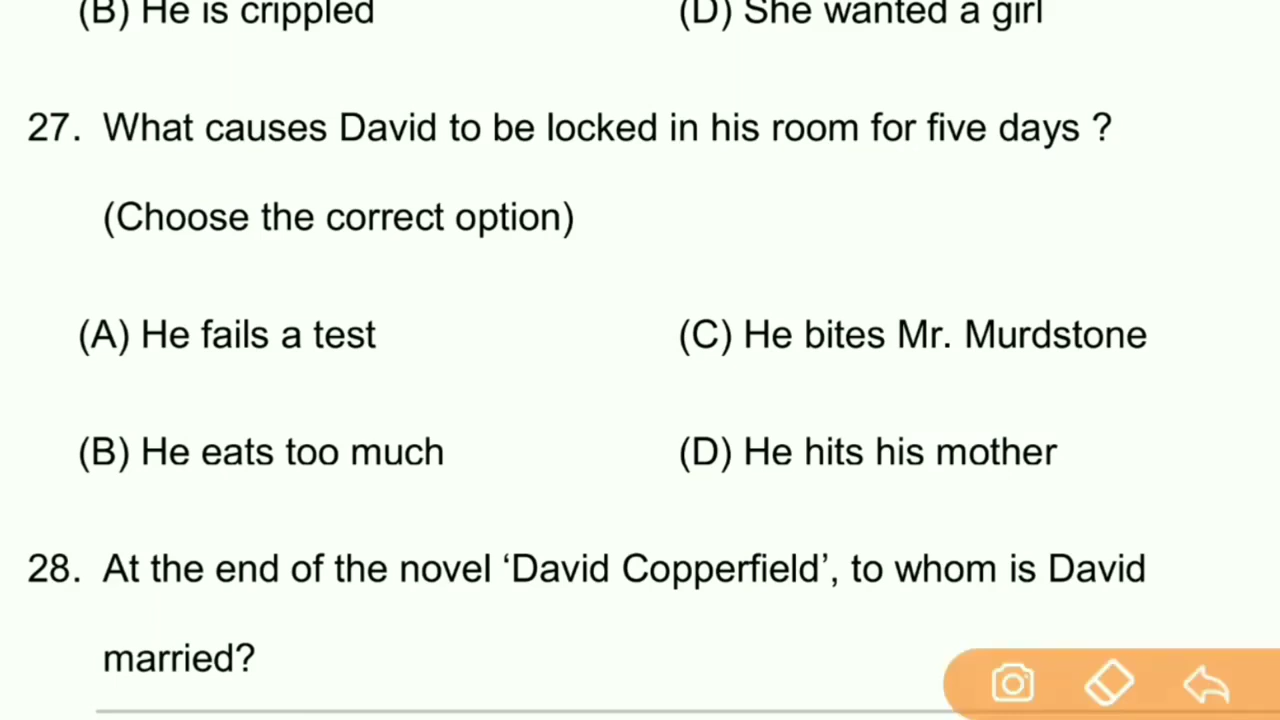 (B) He is crippled (D) She wanted a girl
27. What causes David to be locked in his room for five days ?
(Choose the correct option)
(A) He fails a test (C) He bites Mr. Murdstone
(B) He eats too much (D) He hits his mother
28. At the end of the novel ‘David Copperfield’, to whom is David
married?